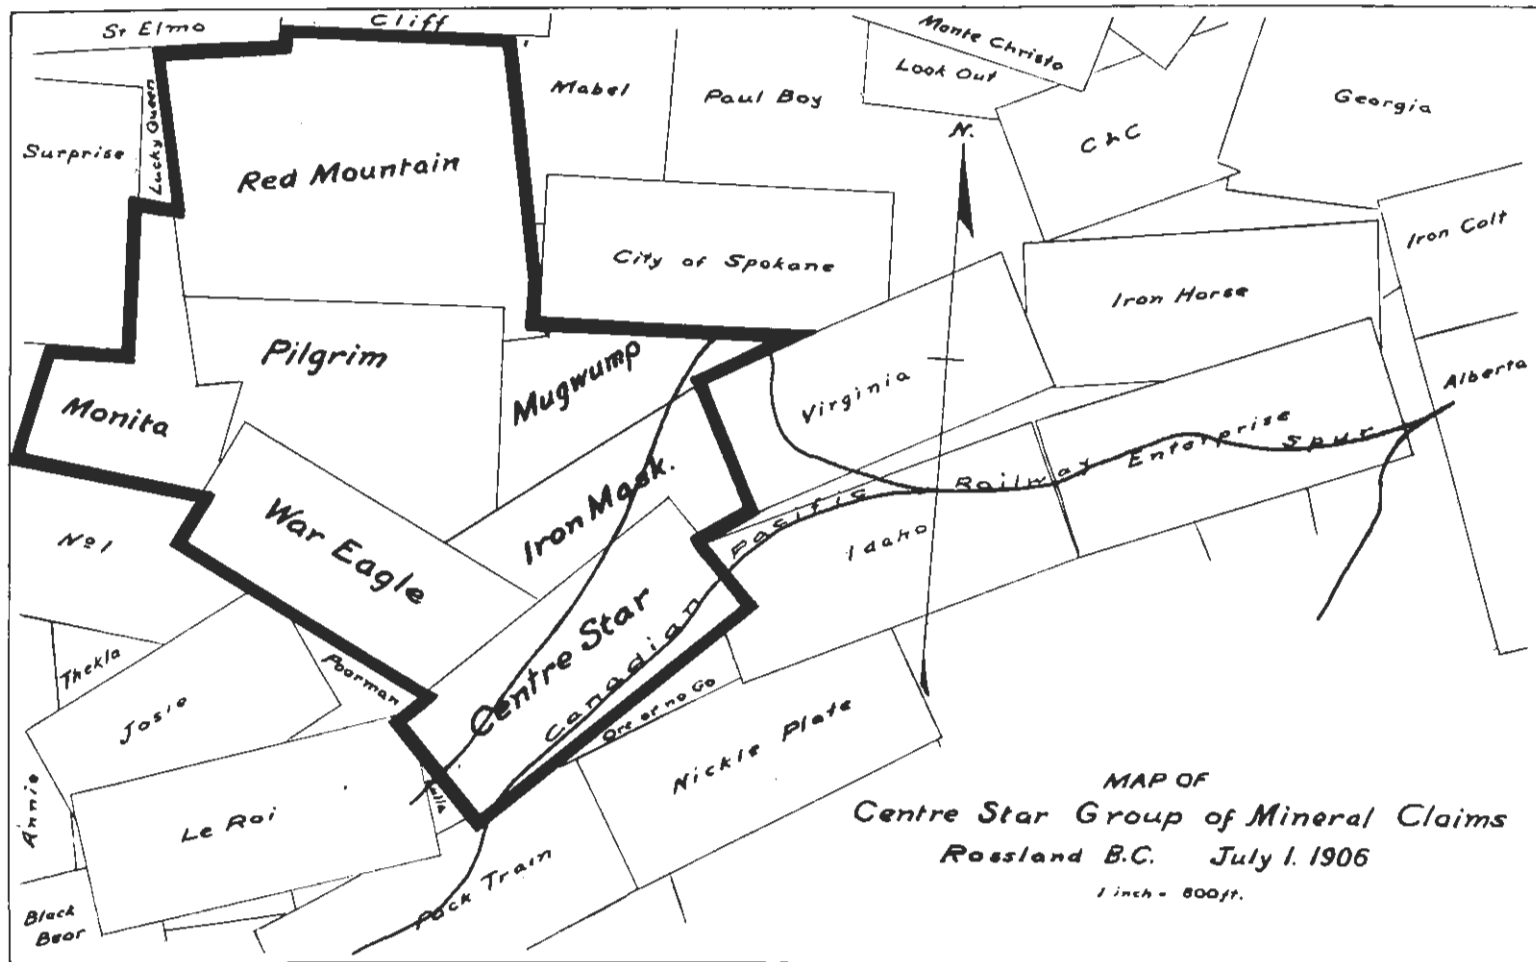 St Elmo
Cliff
Monte Christo
Mabel
Paul Boy
Look Out
Georgia
Surprise
Lucky Queen
Red Mountain
N.
C & C
City of Spokane
Iron Colt
Iron Horse
Pilgrim
Mugwump
Virginia
Alberta
Monita
Enterprise
Spur
War Eagle
Iron Mask.
Canadian Pacific Railway
Idaho
No 1
Centre Star
Thekla
Poorman
Josie
Ore or no Go
Nickle Plate
Annie
Le Roi
Pack Train
Black
Bear
MAP OF
Centre Star Group of Mineral Claims
Rossland B.C. July 1. 1906
1 inch = 800 ft.